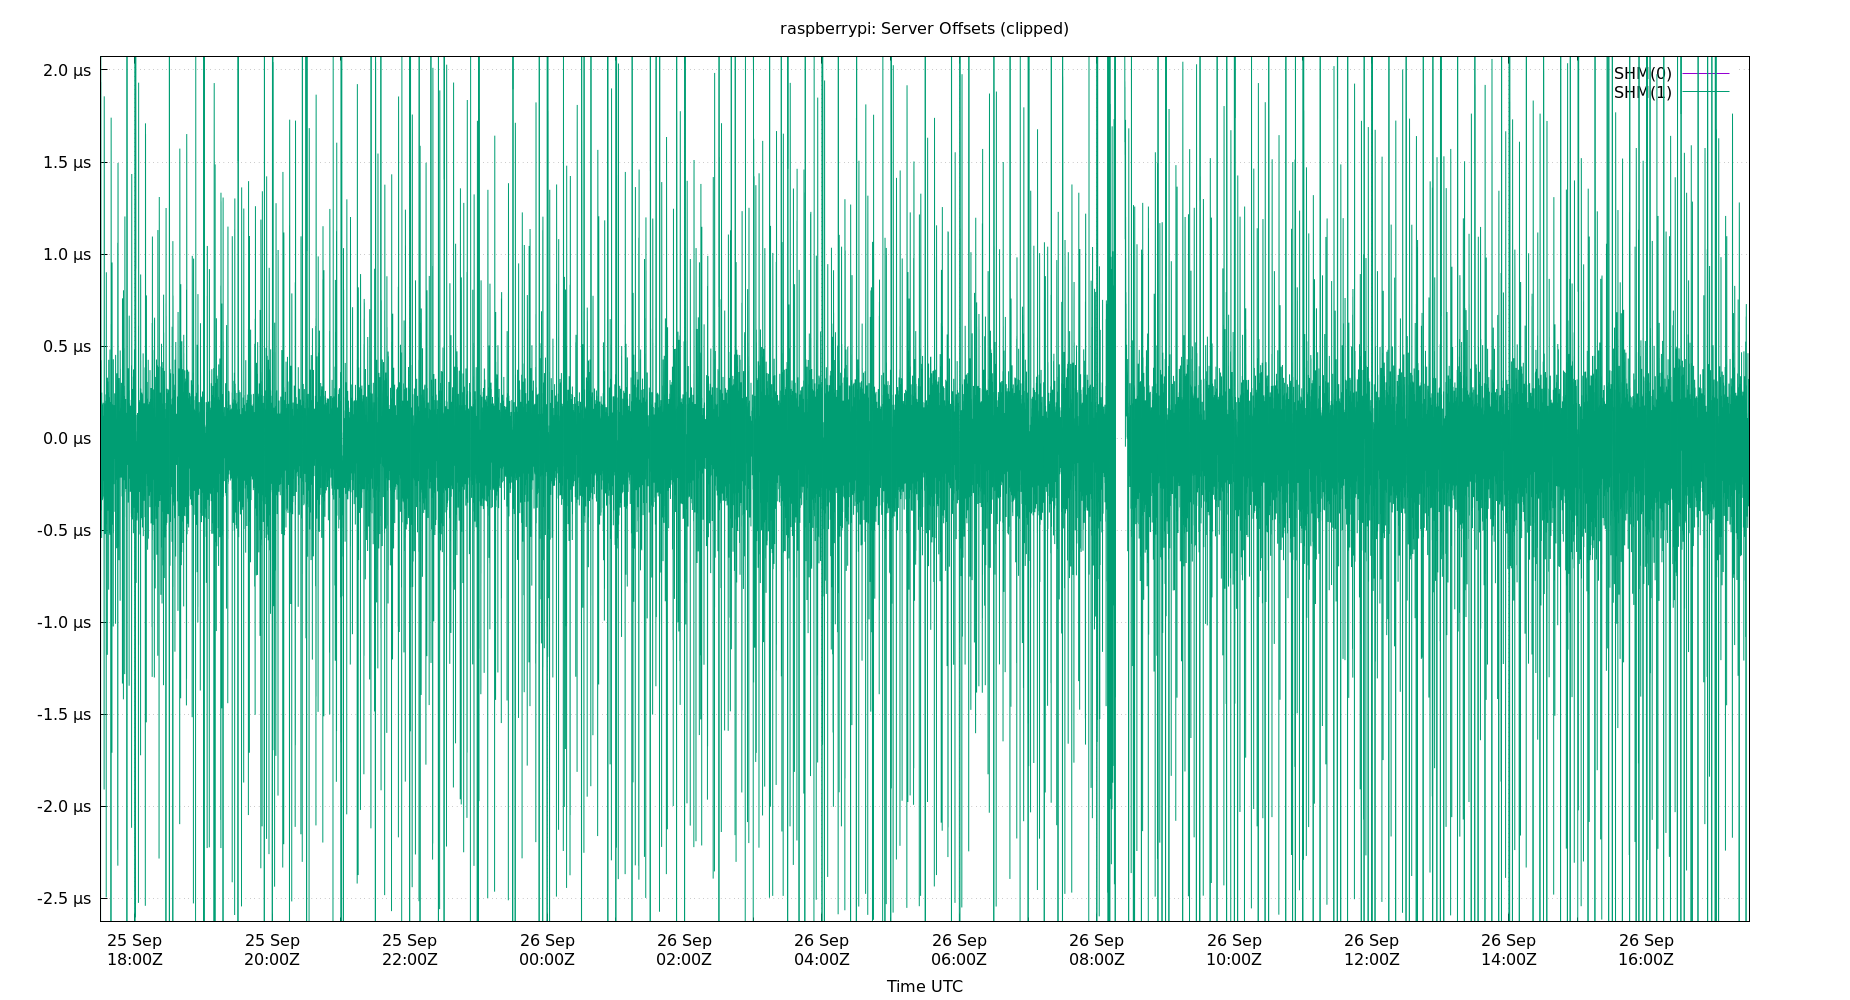 raspberrypi: Server Offsets (clipped)
2.0 µs
1.5 µs
1.0 µs
0.5 µs
0.0 µs
-0.5 µs
-1.0 µs
-1.5 µs
-2.0 µs
-2.5 µs
SHM(0)
SHM(1)
25 Sep 25 Sep 25 Sep 26 Sep 26 Sep 26 Sep 26 Sep 26 Sep 26 Sep 26 Sep 26 Sep 26 Sep
18:00Z 20:00Z 22:00Z 00:00Z 02:00Z 04:00Z 06:00Z 08:00Z 10:00Z 12:00Z 14:00Z 16:00Z
Time UTC